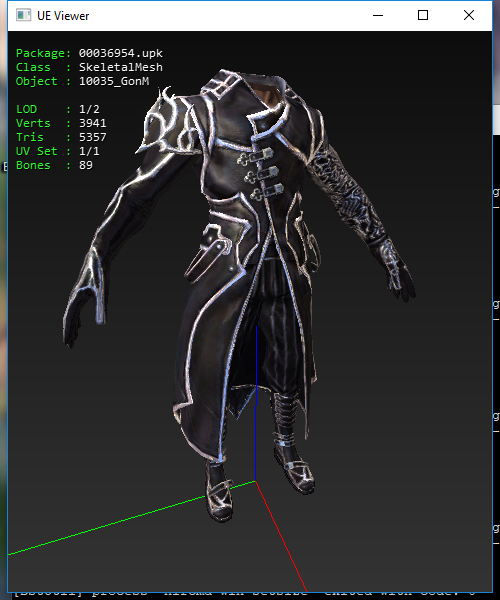 UE Viewer
Package: 00036954.upk
Class : SkeletalMesh
Object : 10035_GonM
LOD : 1/2
Verts : 3941
Tris : 5357
UV Set : 1/1
Bones : 89